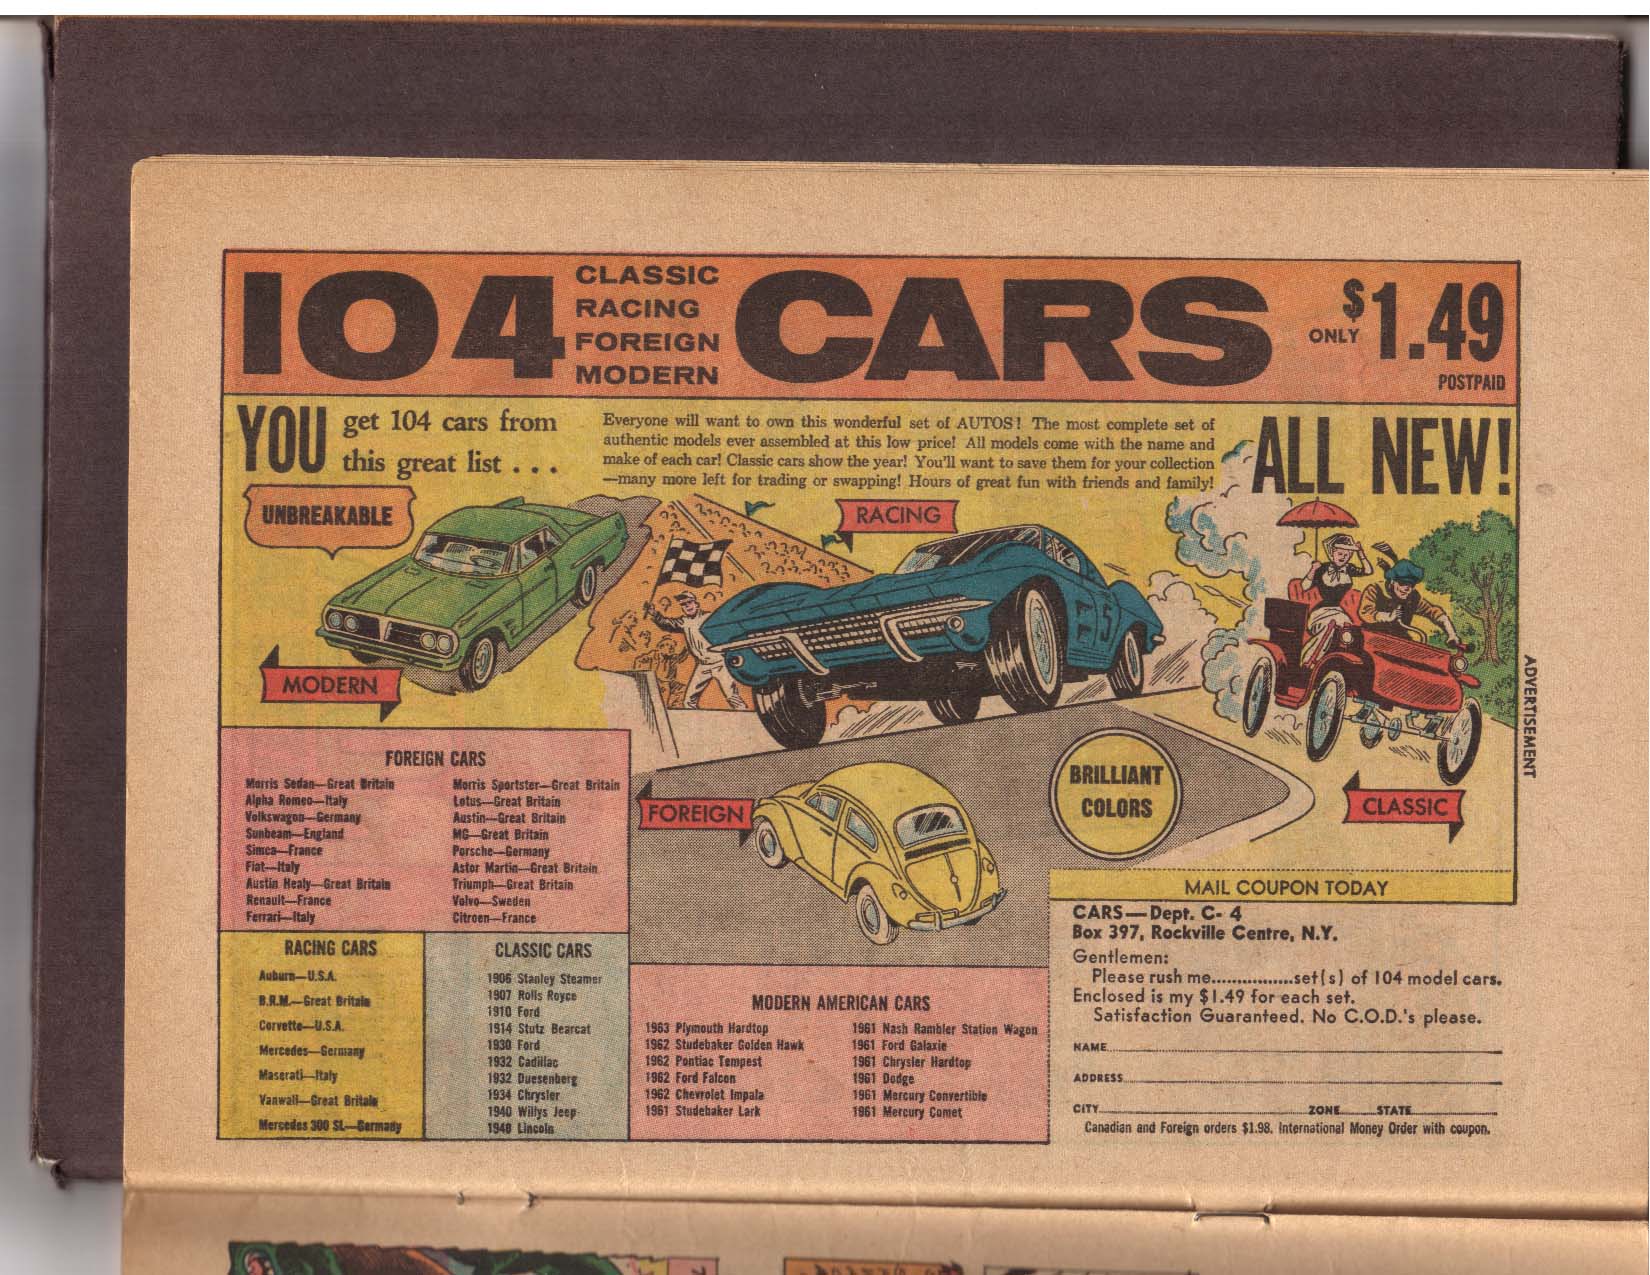 104
CLASSIC
RACING
FOREIGN
MODERN
CARS
ONLY $1.49
POSTPAID
YOU get 104 cars from
this great list . . .
Everyone will want to own this wonderful set of AUTOS! The most complete set of
authentic models ever assembled at this low price! All models come with the name and
make of each car! Classic cars show the year! You'll want to save them for your collection
—many more left for trading or swapping! Hours of great fun with friends and family!
ALL NEW!
UNBREAKABLE
RACING
5
MODERN
ADVERTISEMENT
FOREIGN
BRILLIANT
COLORS
CLASSIC
FOREIGN CARS
Morris Sedan—Great Britain
Alpha Romeo—Italy
Volkswagon—Germany
Sunbeam—England
Simca—France
Fiat—Italy
Austin Healy—Great Britain
Renault—France
Ferrari—Italy
Morris Sportster—Great Britain
Lotus—Great Britain
Austin—Great Britain
MG—Great Britain
Porsche—Germany
Astor Martin—Great Britain
Triumph—Great Britain
Volvo—Sweden
Citroen—France
RACING CARS
Auburn—U.S.A.
B.R.M.—Great Britain
Corvette—U.S.A.
Mercedes—Germany
Maserati—Italy
Vanwall—Great Britain
Mercedes 300 SL—Germany
CLASSIC CARS
1906 Stanley Steamer
1907 Rolls Royce
1910 Ford
1914 Stutz Bearcat
1930 Ford
1932 Cadillac
1932 Duesenberg
1934 Chrysler
1940 Willys Jeep
1948 Lincoln
MODERN AMERICAN CARS
1963 Plymouth Hardtop
1962 Studebaker Golden Hawk
1962 Pontiac Tempest
1962 Ford Falcon
1962 Chevrolet Impala
1961 Studebaker Lark
1961 Nash Rambler Station Wagon
1961 Ford Galaxie
1961 Chrysler Hardtop
1961 Dodge
1961 Mercury Convertible
1961 Mercury Comet
MAIL COUPON TODAY
CARS—Dept. C- 4
Box 397, Rockville Centre, N.Y.
Gentlemen:
Please rush me................set(s) of 104 model cars.
Enclosed is my $1.49 for each set.
Satisfaction Guaranteed. No C.O.D.'s please.
NAME
ADDRESS
CITY ZONE STATE
Canadian and Foreign orders $1.98. International Money Order with coupon.